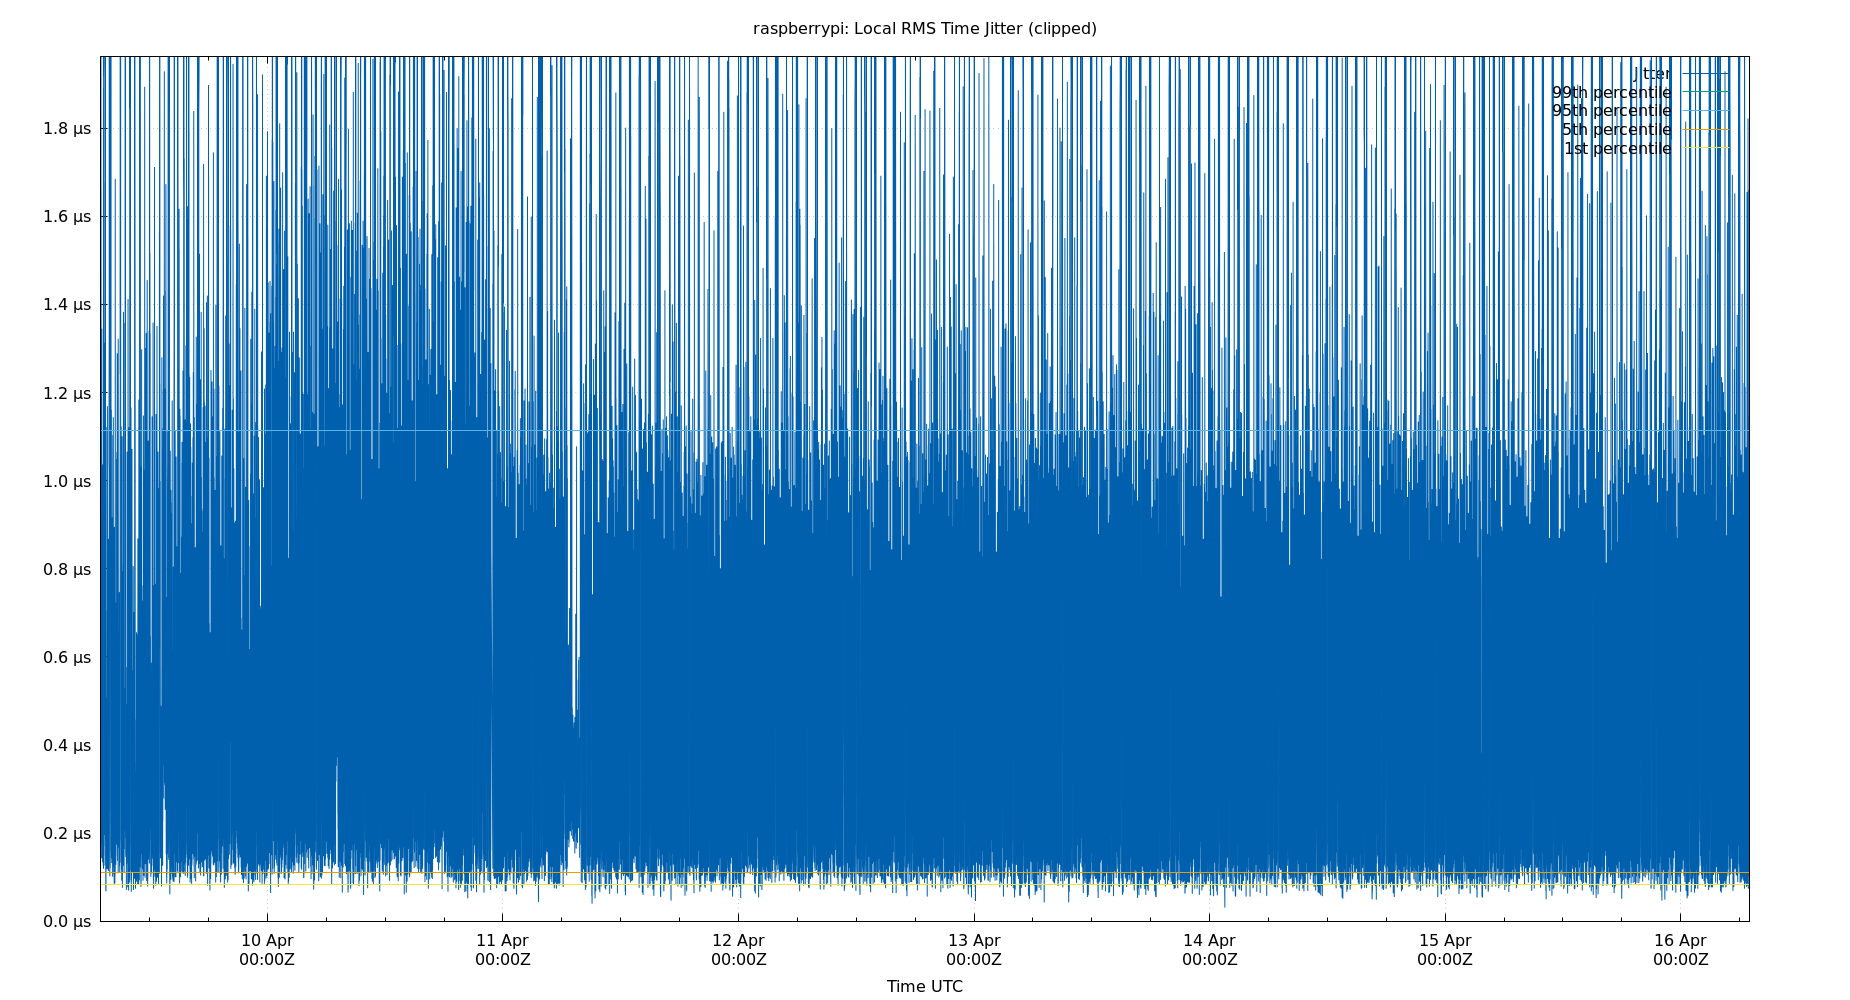 raspberrypi: Local RMS Time Jitter (clipped)
Jitter
99th percentile
95th percentile
5th percentile
1st percentile
1.8 µs
1.6 µs
1.4 µs
1.2 µs
1.0 µs
0.8 µs
0.6 µs
0.4 µs
0.2 µs
0.0 µs
10 Apr 11 Apr 12 Apr 13 Apr 14 Apr 15 Apr 16 Apr
00:00Z 00:00Z 00:00Z 00:00Z 00:00Z 00:00Z 00:00Z
Time UTC